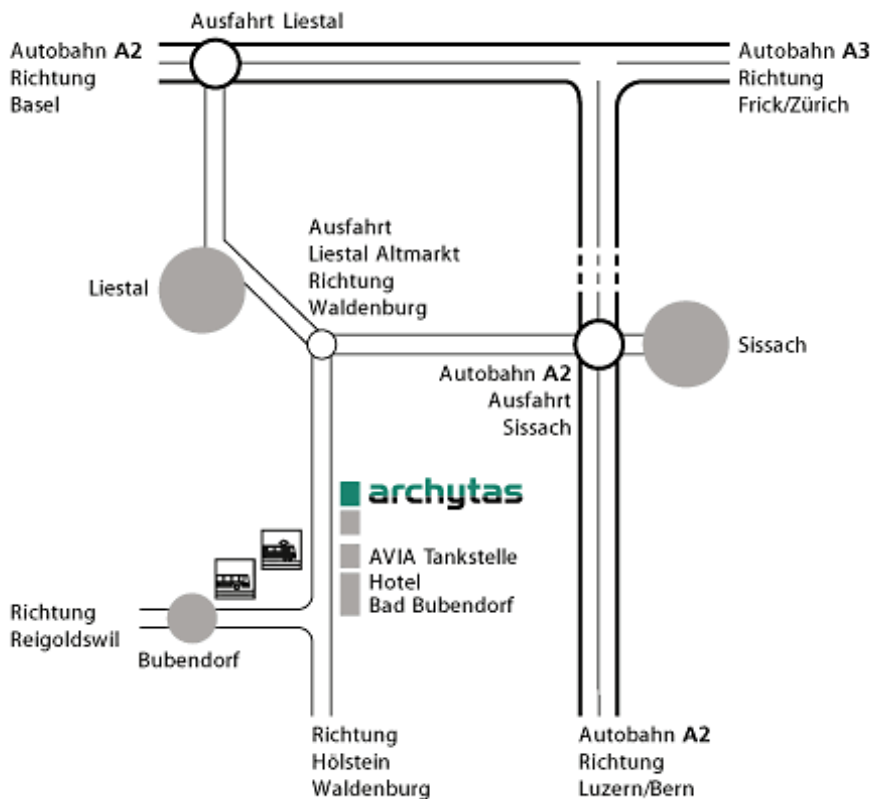 Ausfahrt Liestal
Autobahn A2
Richtung
Basel
Autobahn A3
Richtung
Frick/Zürich
Ausfahrt
Liestal Altmarkt
Richtung
Waldenburg
Liestal
Sissach
Autobahn A2
Ausfahrt
Sissach
archytas
AVIA Tankstelle
Hotel
Bad Bubendorf
Richtung
Reigoldswil
Bubendorf
Richtung
Hölstein
Waldenburg
Autobahn A2
Richtung
Luzern/Bern